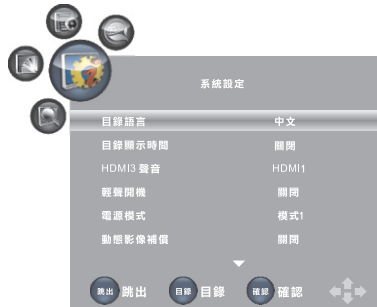 系統設定
目錄語言 中文
目錄顯示時間 關閉
HDMI3 聲音 HDMI1
輕聲開機 關閉
電源模式 模式1
動態影像補償 關閉
跳出 跳出 目錄 目錄 確認 確認